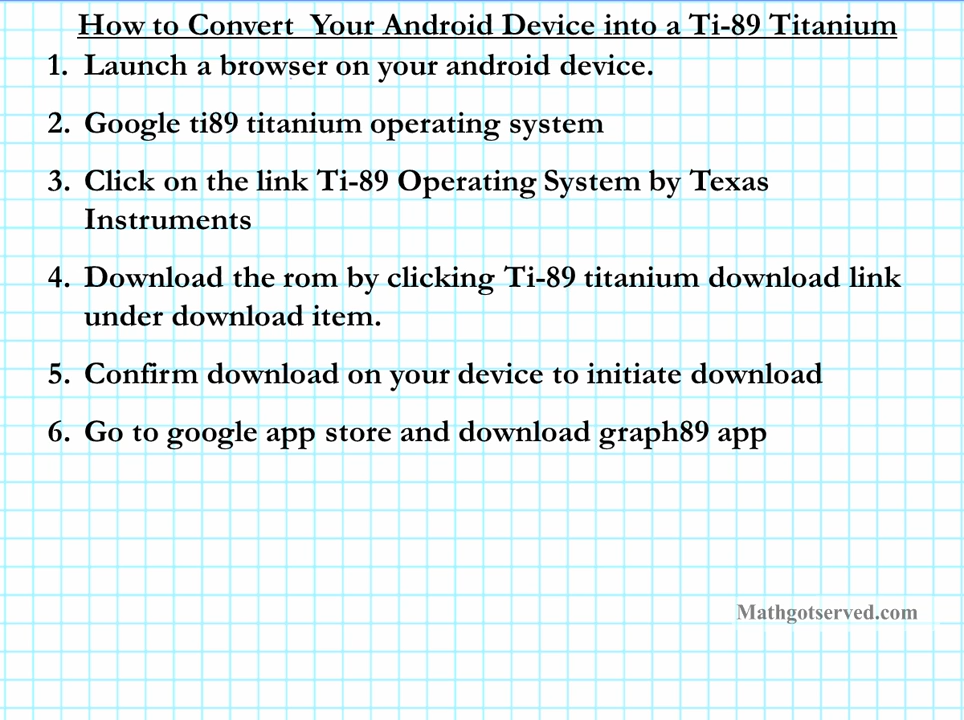 How to Convert  Your Android Device into a Ti-89 Titanium
1. Launch a browser on your android device.
2. Google ti89 titanium operating system
3. Click on the link Ti-89 Operating System by Texas
Instruments
4. Download the rom by clicking Ti-89 titanium download link
under download item.
5. Confirm download on your device to initiate download
6. Go to google app store and download graph89 app
Mathgotserved.com